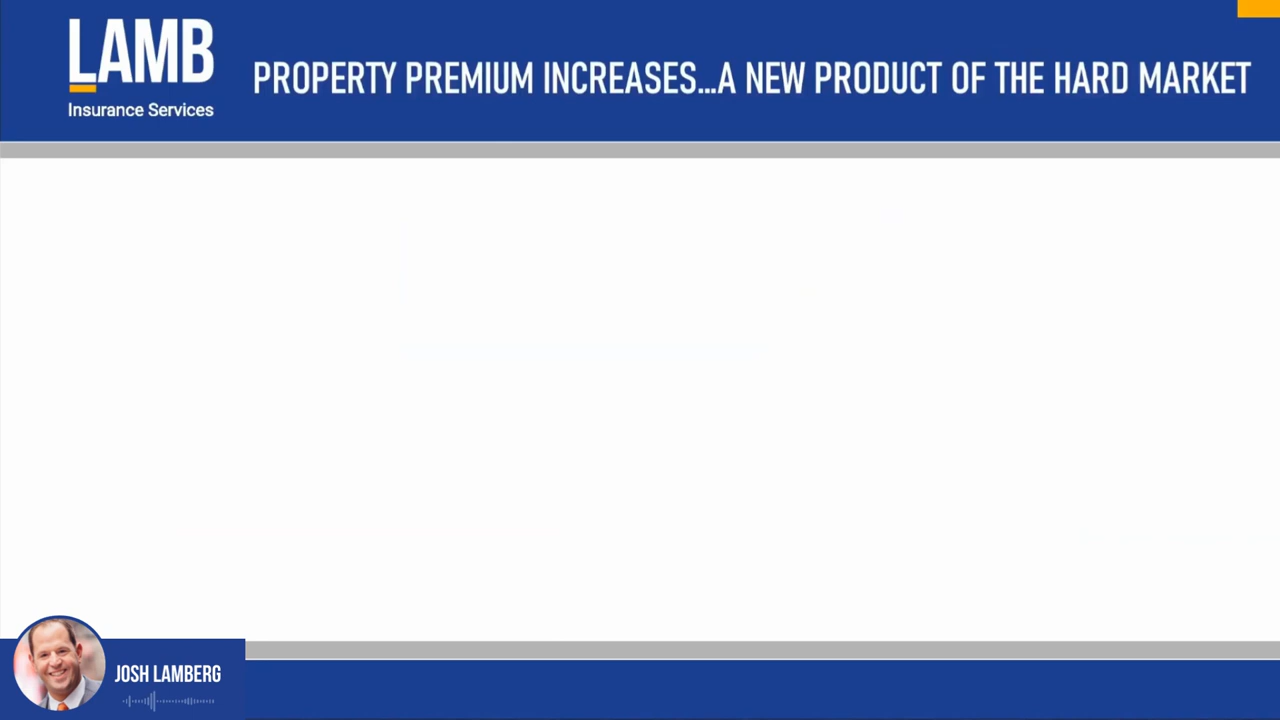 LAMB
Insurance Services
PROPERTY PREMIUM INCREASES...A NEW PRODUCT OF THE HARD MARKET
JOSH LAMBERG